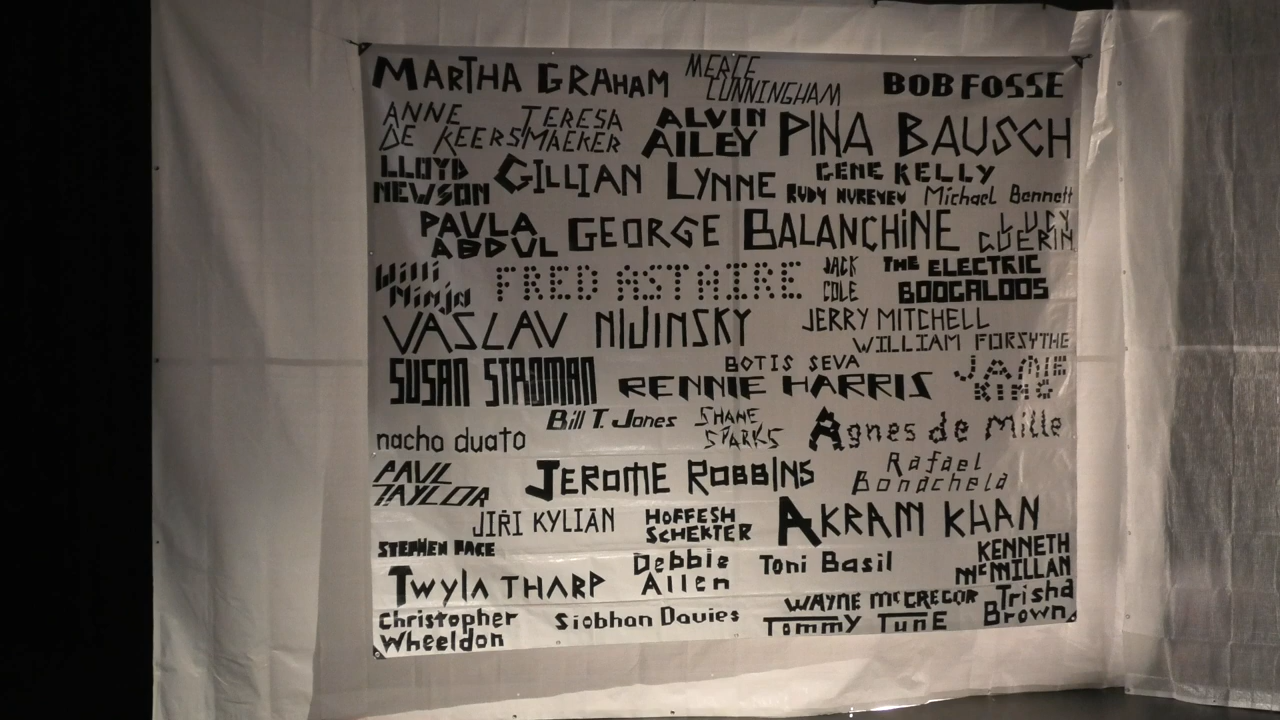 MARTHA GRAHAM
MERCE
CUNNINGHAM
BOB FOSSE
ANNE TERESA
DE KEERSMAEKER
ALVIN
AILEY
PINA BAUSCH
LLOYD
NEWSON
GILLIAN LYNNE
GENE KELLY
RUDY NUREYEV
Michael Bennett
PAULA
ABDUL
GEORGE BALANCHiNE
LUCY
GUERIN
Willi
Ninja
FRED ASTAIRE
JACK
COLE
THE ELECTRIC
BOOGALOOS
VASLAV NIJINSKY
JERRY MITCHELL
WILLIAM FORSYTHE
SUSAN STROMAN
BOTIS SEVA
RENNIE HARRIS
JAMIE
KING
nacho duato
Bill T. Jones
SHANE
SPARKS
Agnes de Mille
PAUL
TAYLOR
JEROME ROBBINS
Rafael
Bonachela
JIŘI KYLIÁN
HOFFESH
SCHEKTER
AKRAM KHAN
STEPHEN PACE
TWYLA THARP
Debbie
Allen
Toni Basil
KENNETH
McMILLAN
Christopher
Wheeldon
Siobhan Davies
WAYNE McGREGOR
TOMMY TUNE
Trisha
Brown